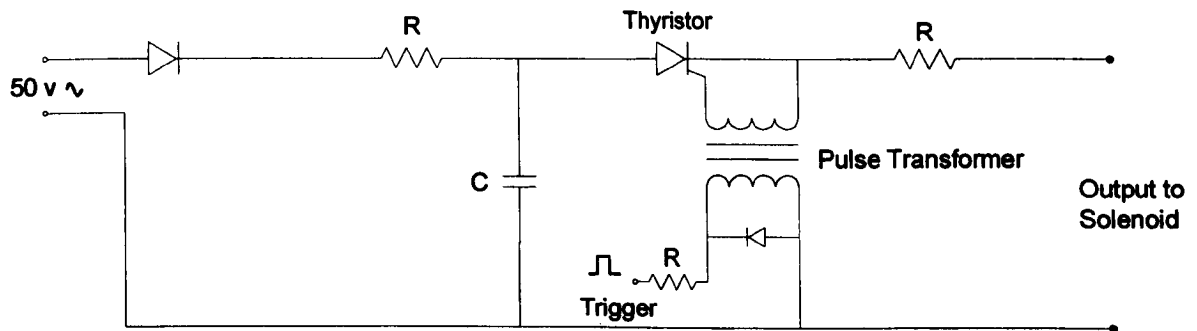 R
Thyristor
R
50 v ∿
C
Pulse Transformer
Output to
Solenoid
R
Trigger